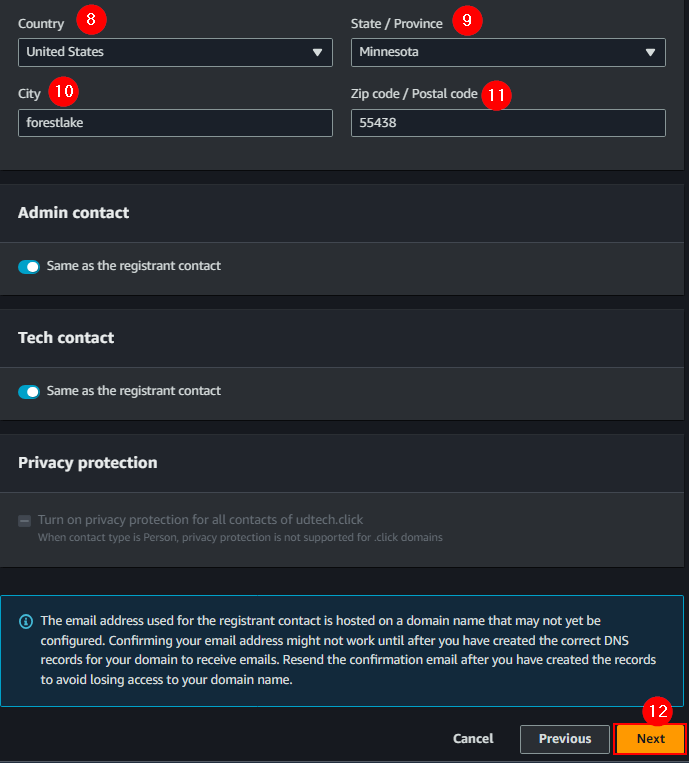 Country 8 State / Province 9
United States Minnesota
City 10 Zip code / Postal code 11
forestlake 55438
Admin contact
Same as the registrant contact
Tech contact
Same as the registrant contact
Privacy protection
Turn on privacy protection for all contacts of udtech.click
When contact type is Person, privacy protection is not supported for .click domains
The email address used for the registrant contact is hosted on a domain name that may not yet be
configured. Confirming your email address might not work until after you have created the correct DNS
records for your domain to receive emails. Resend the confirmation email after you have created the records
to avoid losing access to your domain name.
12
Cancel Previous Next